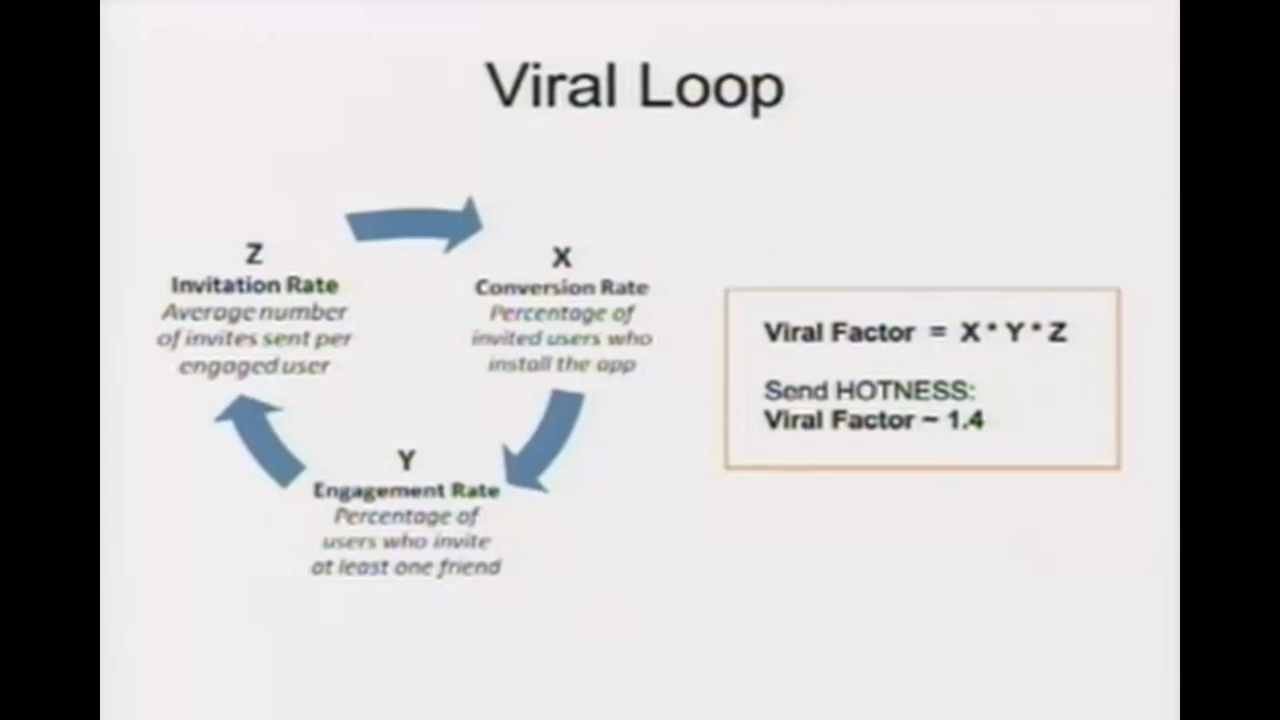 Viral Loop
Z
Invitation Rate
Average number
of invites sent per
engaged user
X
Conversion Rate
Percentage of
invited users who
install the app
Y
Engagement Rate
Percentage of
users who invite
at least one friend
Viral Factor = X * Y * Z
Send HOTNESS:
Viral Factor ~ 1.4